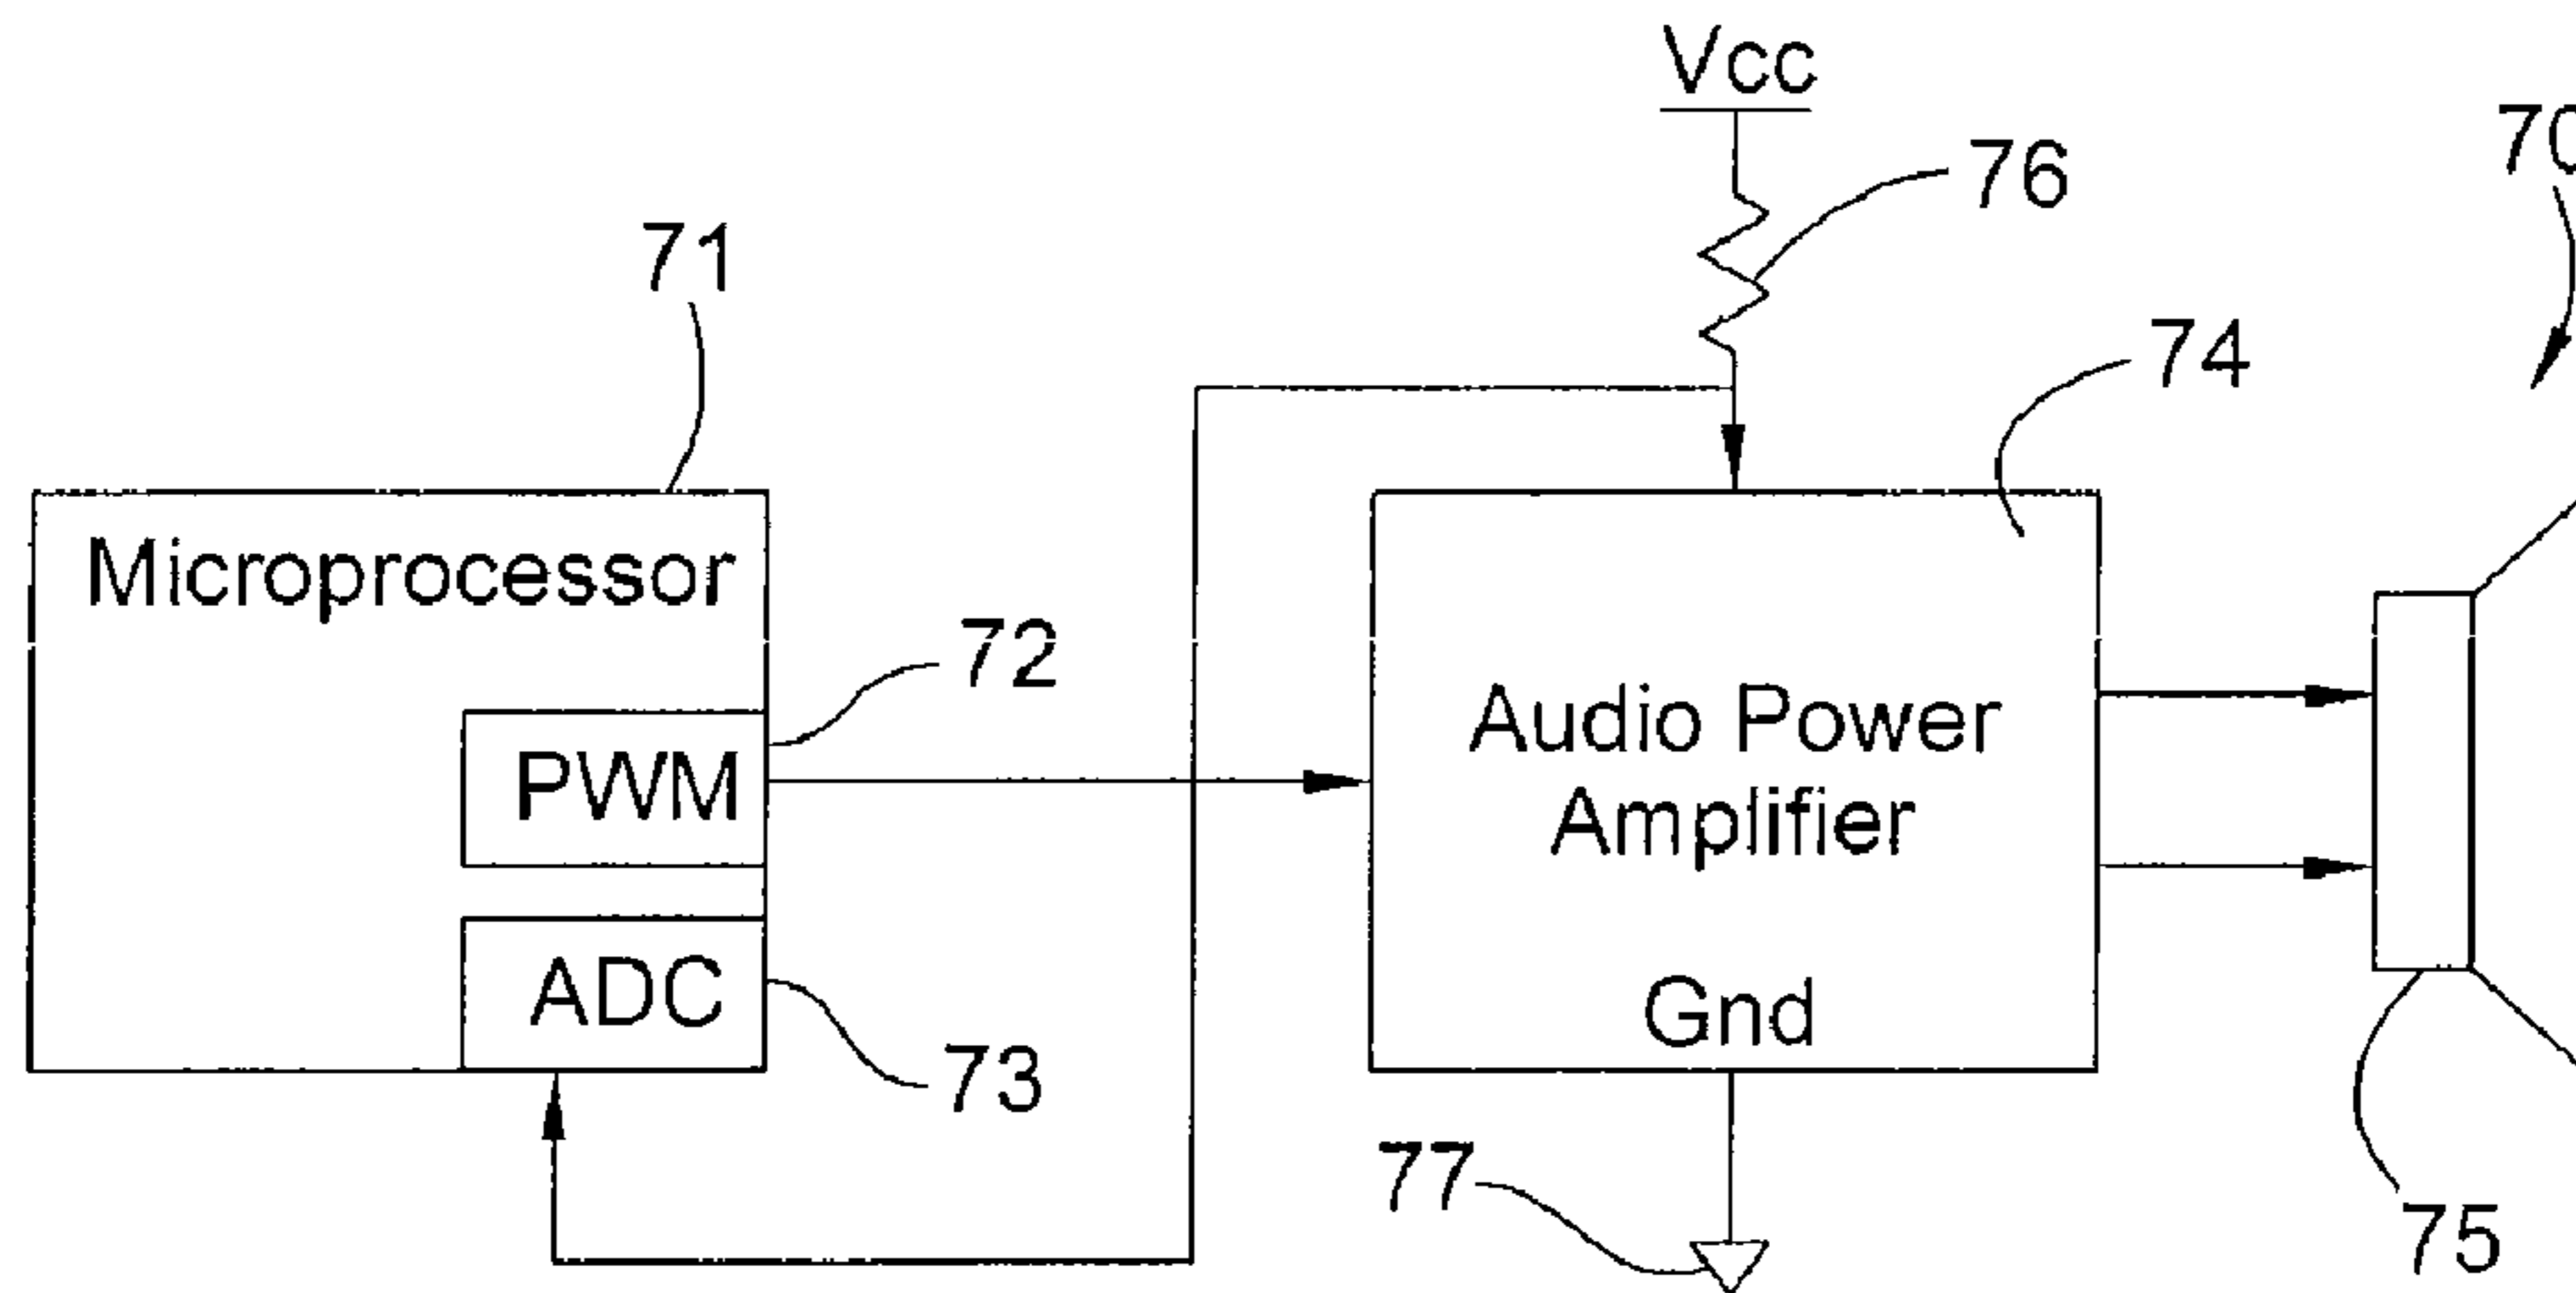 Vcc
70
76
71
74
Microprocessor
72
PWM
Audio Power
Amplifier
ADC
Gnd
73
77
75